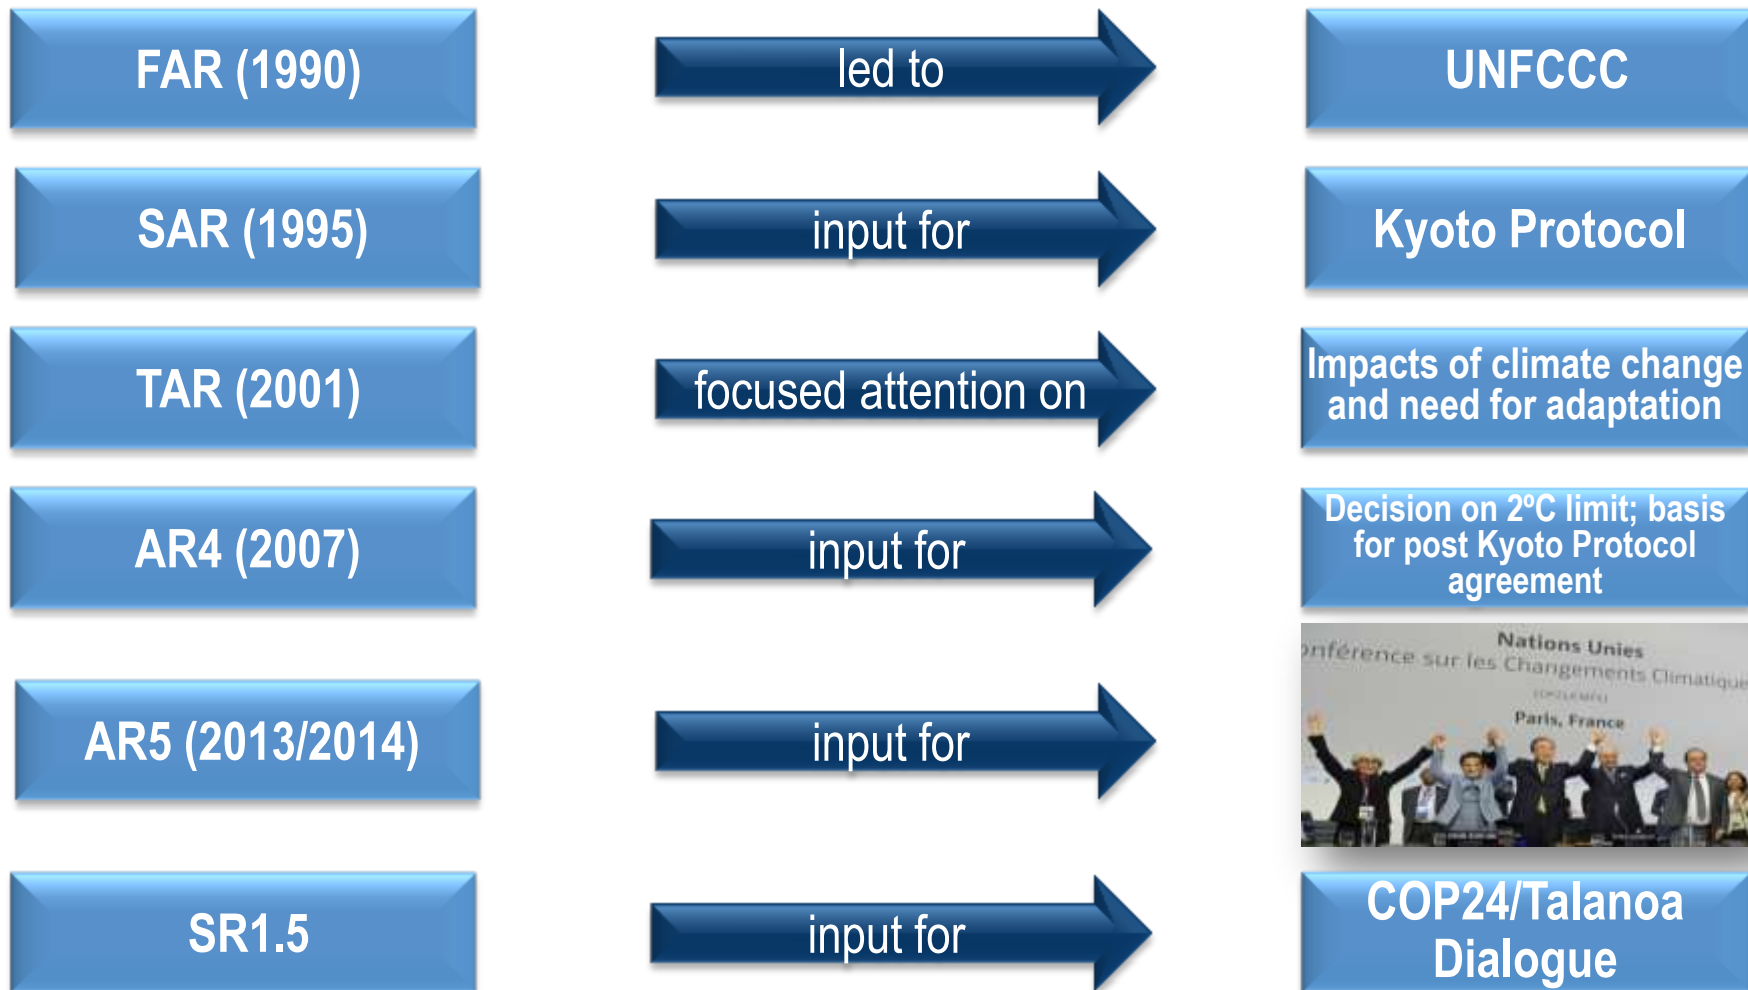 FAR (1990)
led to
UNFCCC
SAR (1995)
input for
Kyoto Protocol
TAR (2001)
focused attention on
Impacts of climate change
and need for adaptation
AR4 (2007)
input for
Decision on 2ºC limit; basis
for post Kyoto Protocol
agreement
AR5 (2013/2014)
input for
Nations Unies
onférence sur les Changements Climatique
Paris, France
SR1.5
input for
COP24/Talanoa
Dialogue